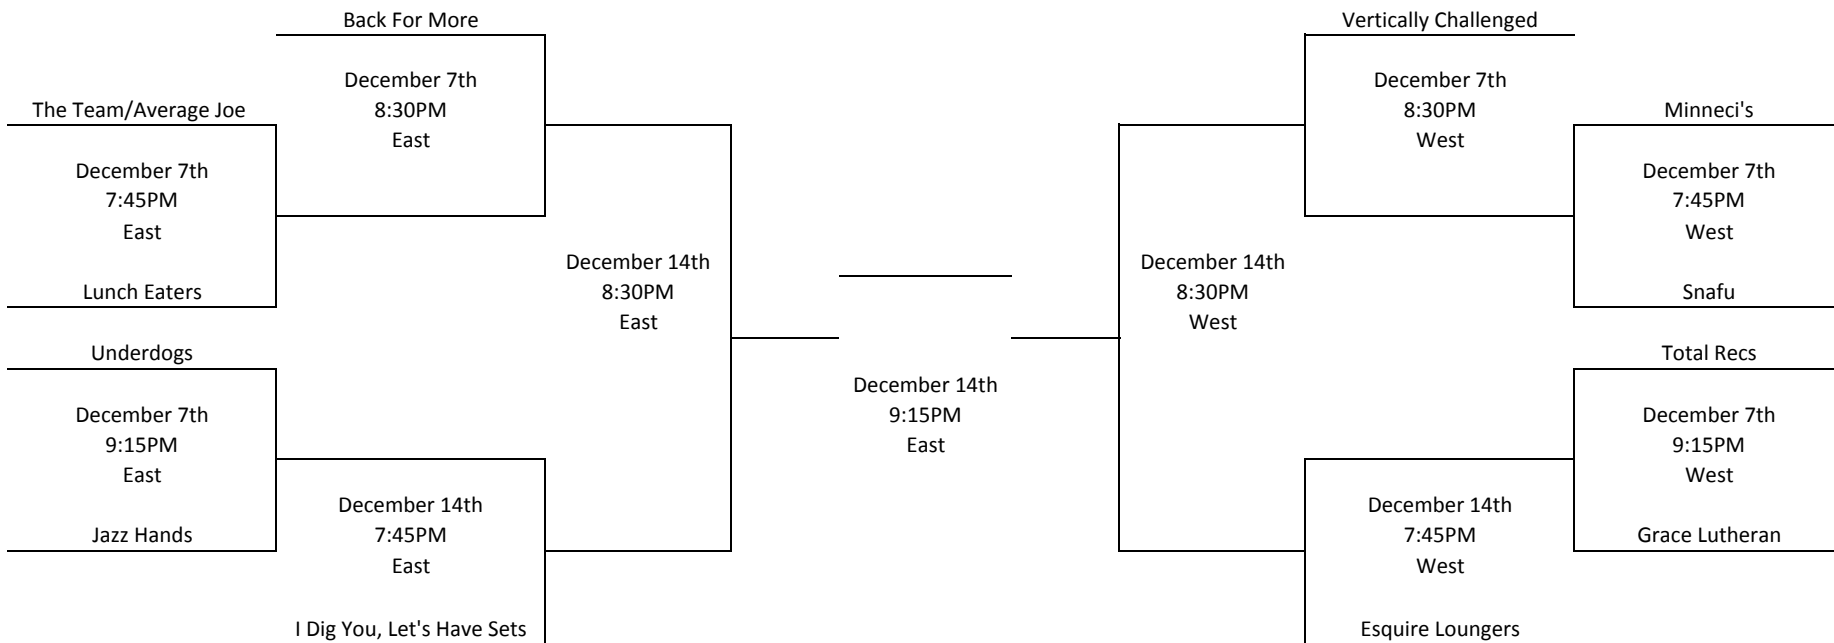 Back For More
Vertically Challenged
December 7th
8:30PM
East
December 7th
8:30PM
West
The Team/Average Joe
Minneci's
December 7th
7:45PM
East
December 7th
7:45PM
West
Lunch Eaters
Snafu
December 14th
8:30PM
East
December 14th
8:30PM
West
Underdogs
Total Recs
December 14th
9:15PM
East
December 7th
9:15PM
East
December 7th
9:15PM
West
Jazz Hands
Grace Lutheran
December 14th
7:45PM
East
December 14th
7:45PM
West
I Dig You, Let's Have Sets
Esquire Loungers